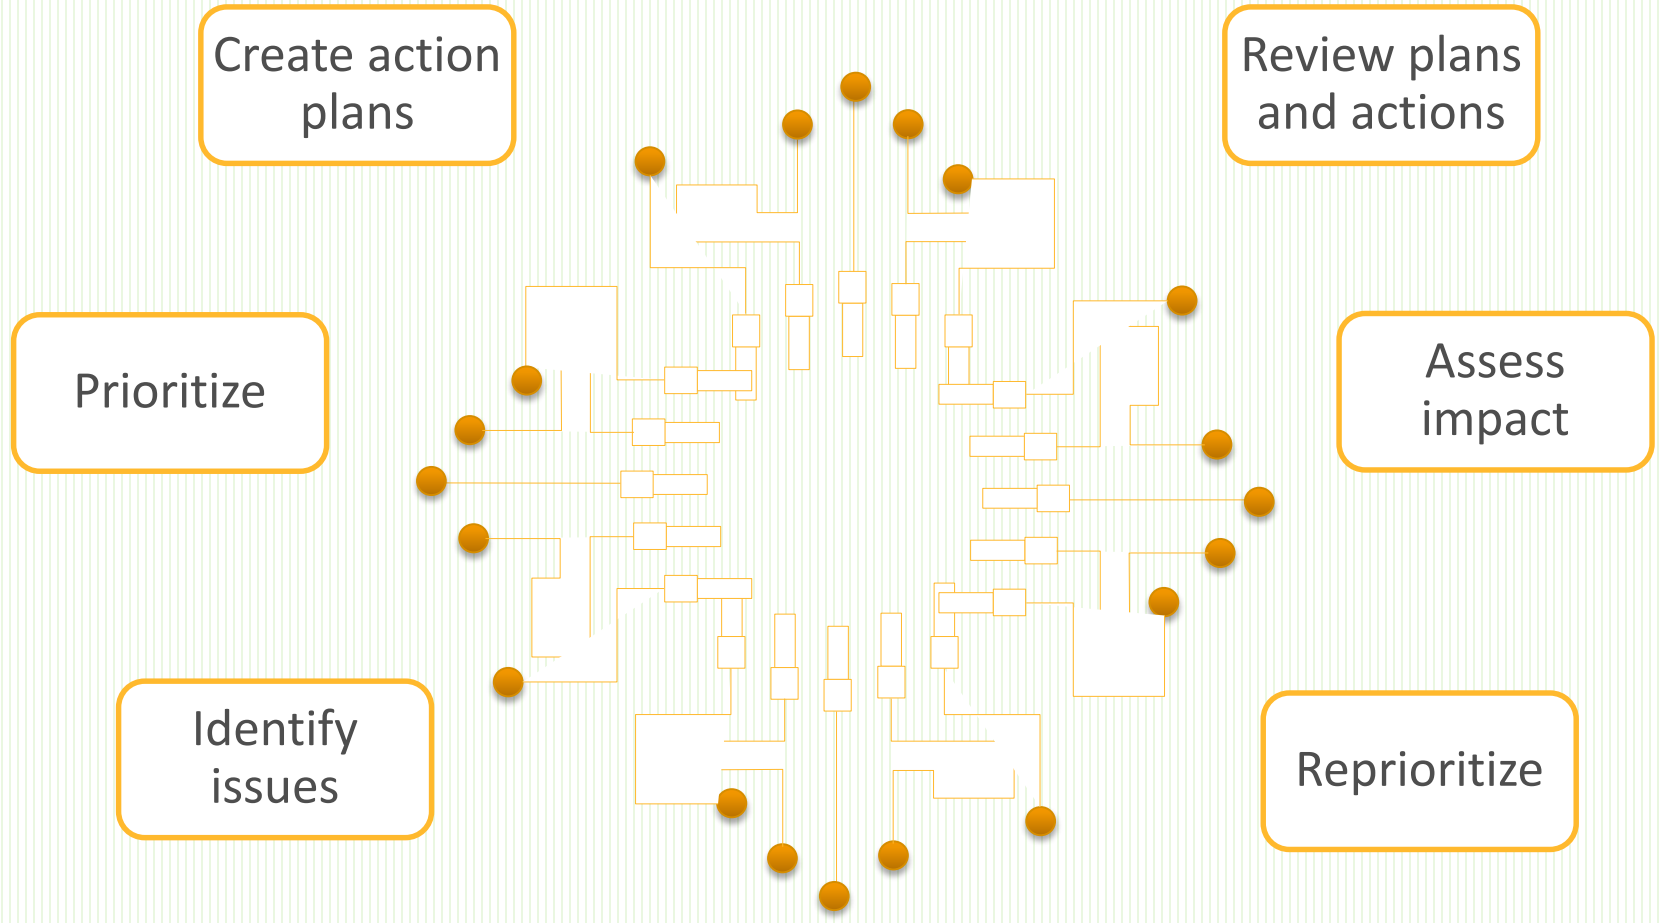 Create action
plans
Review plans
and actions
Prioritize
Assess
impact
Identify
issues
Reprioritize